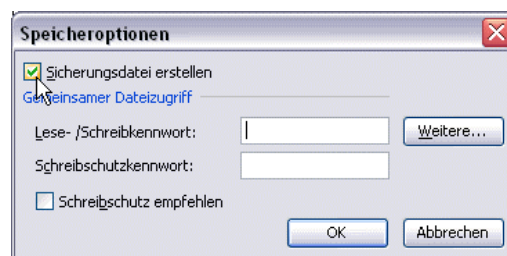 Speicheroptionen
Sicherungsdatei erstellen
Gemeinsamer Dateizugriff
Lese- /Schreibkennwort:
Weitere...
Schreibschutzkennwort:
Schreibschutz empfehlen
OK
Abbrechen